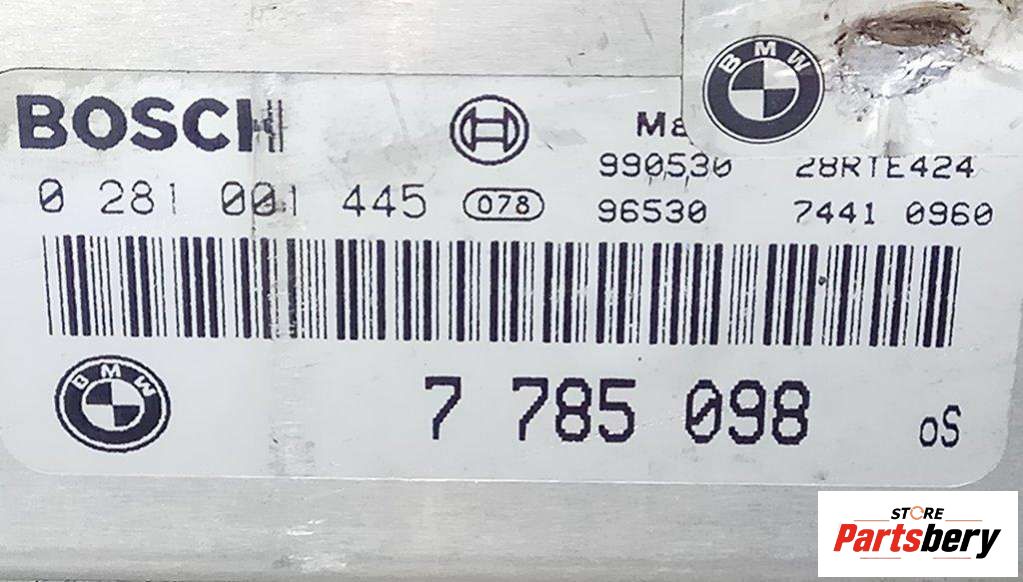 BMW
BOSCH
0 281 001 445 078
990530 28RTE424
96530 7441 0960
BMW
7 785 098 oS
STORE
Partsbery